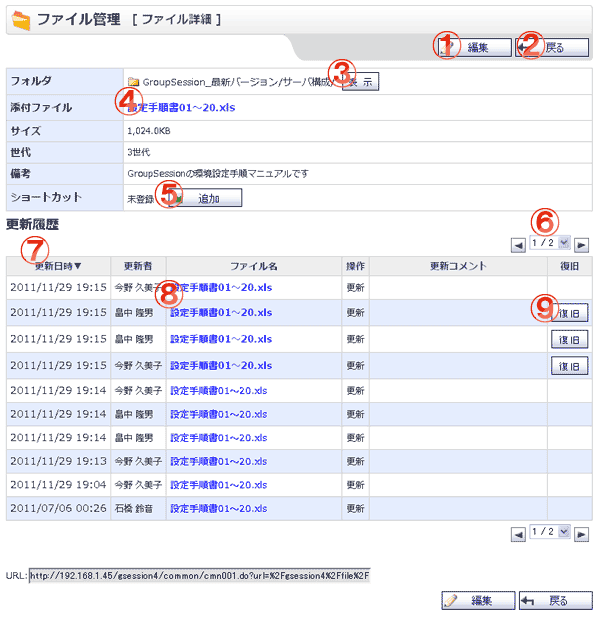 ファイル管理 [ ファイル詳細 ]
① 編集 ② 戻る
フォルダ GroupSession_最新バージョン/サーバ構成/ ③ 表 示
添付ファイル ④ 設定手順書01～20.xls
サイズ 1,024.0KB
世代 3世代
備考 GroupSessionの環境設定手順マニュアルです
ショートカット 未登録 ⑤ 追加
更新履歴
⑥
1 / 2
⑦
更新日時▼ 更新者 ファイル名 操作 更新コメント 復旧
2011/11/29 19:15 今野 久美子 ⑧ 設定手順書01～20.xls 更新
2011/11/29 19:15 畠中 隆男 設定手順書01～20.xls 更新 ⑨ 復旧
2011/11/29 19:15 畠中 隆男 設定手順書01～20.xls 更新 復旧
2011/11/29 19:15 今野 久美子 設定手順書01～20.xls 更新 復旧
2011/11/29 19:14 今野 久美子 設定手順書01～20.xls 更新
2011/11/29 19:14 畠中 隆男 設定手順書01～20.xls 更新
2011/11/29 19:14 畠中 隆男 設定手順書01～20.xls 更新
2011/11/29 19:13 今野 久美子 設定手順書01～20.xls 更新
2011/11/29 19:04 今野 久美子 設定手順書01～20.xls 更新
2011/07/06 00:26 石橋 鈴音 設定手順書01～20.xls 更新
1 / 2
URL: http://192.168.1.45/gsession4/common/cmn001.do?url=%2Fgsession4%2Ffile%2F
編集 戻る